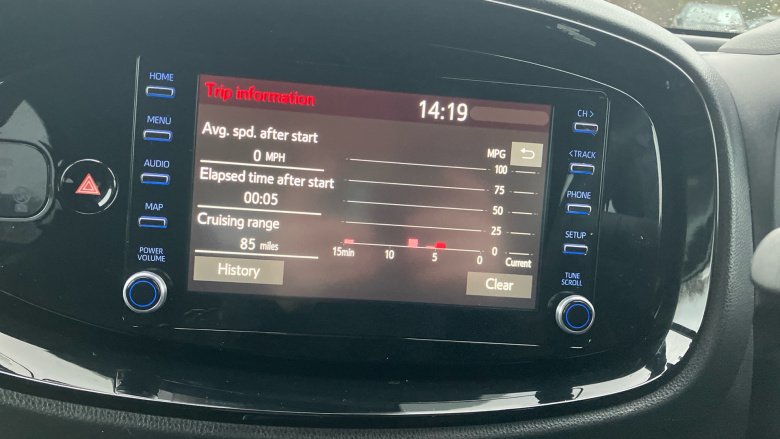 HOME
MENU
AUDIO
MAP
POWER
VOLUME
Trip information
14:19
Avg. spd. after start
0 MPH
Elapsed time after start
00:05
Cruising range
85 miles
History
MPG
100
75
50
25
0
15min 10 5 0 Current
Clear
CH >
< TRACK
PHONE
SETUP
TUNE
SCROLL